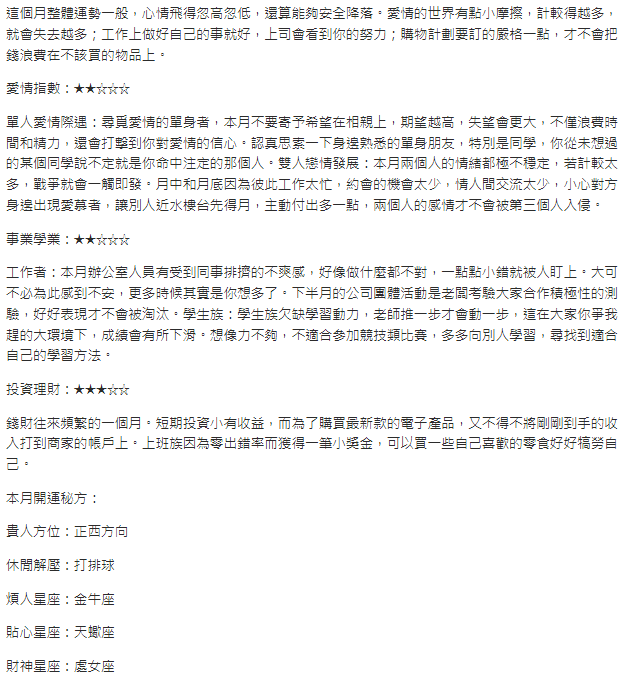 這個月整體運勢一般，心情飛得忽高忽低，還算能夠安全降落。愛情的世界有點小摩擦，計較得越多，
就會失去越多；工作上做好自己的事就好，上司會看到你的努力；購物計劃要訂的嚴格一點，才不會把
錢浪費在不該買的物品上。
愛情指數：★★☆☆☆
單人愛情際遇：尋覓愛情的單身者，本月不要寄予希望在相親上，期望越高，失望會更大，不僅浪費時
間和精力，還會打擊到你對愛情的信心。認真思索一下身邊熟悉的單身朋友，特別是同學，你從未想過
的某個同學說不定就是你命中注定的那個人。雙人戀情發展：本月兩個人的情緒都極不穩定，若計較太
多，戰爭就會一觸即發。月中和月底因為彼此工作太忙，約會的機會太少，情人間交流太少，小心對方
身邊出現愛慕者，讓別人近水樓台先得月，主動付出多一點，兩個人的感情才不會被第三個人入侵。
事業學業：★★☆☆☆
工作者：本月辦公室人員有受到同事排擠的不爽感，好像做什麼都不對，一點點小錯就被人盯上。大可
不必為此感到不安，更多時候其實是你想多了。下半月的公司團體活動是老闆考驗大家合作積極性的測
驗，好好表現才不會被淘汰。學生族：學生族欠缺學習動力，老師推一步才會動一步，這在大家你爭我
趕的大環境下，成績會有所下滑。想像力不夠，不適合參加競技類比賽，多多向別人學習，尋找到適合
自己的學習方法。
投資理財：★★★☆☆
錢財往來頻繁的一個月。短期投資小有收益，而為了購買最新款的電子產品，又不得不將剛剛到手的收
入打到商家的帳戶上。上班族因為零出錯率而獲得一筆小獎金，可以買一些自己喜歡的零食好好犒勞自
己。
本月開運秘方：
貴人方位：正西方向
休閒解壓：打排球
煩人星座：金牛座
貼心星座：天蠍座
財神星座：處女座